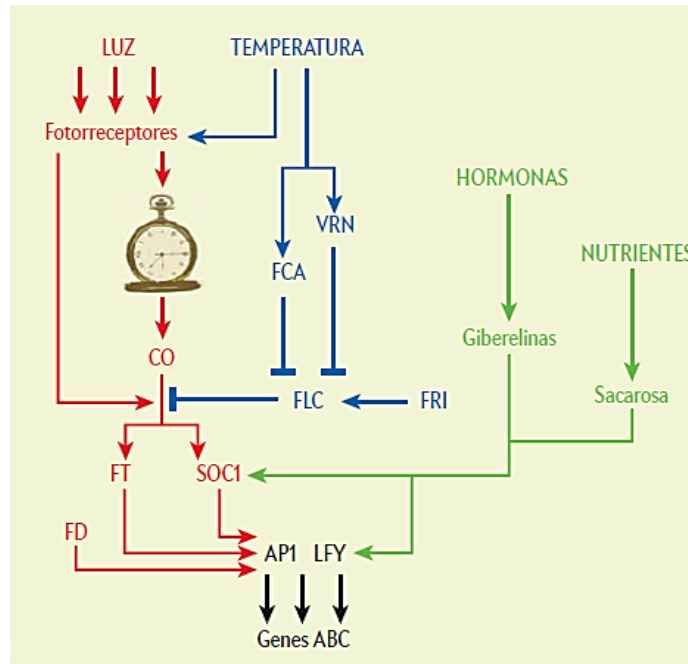 LUZ
TEMPERATURA
Fotorreceptores
HORMONAS
VRN
NUTRIENTES
FCA
Giberelinas
CO
Sacarosa
FLC
FRI
FT
SOC1
FD
AP1
LFY
Genes ABC